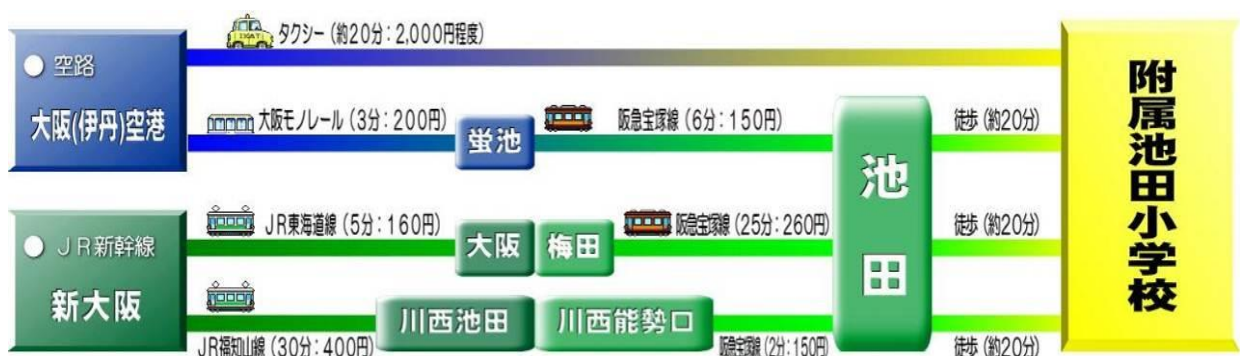 タクシー (約20分:2,000円程度)
空路
大阪(伊丹)空港
大阪モノレール (3分:200円)
蛍池
阪急宝塚線 (6分:150円)
徒歩 (約20分)
JR新幹線
新大阪
JR東海道線 (5分:160円)
大阪
梅田
阪急宝塚線 (25分:260円)
徒歩 (約20分)
JR福知山線 (30分:400円)
川西池田
川西能勢口
阪急宝塚線 (2分:150円)
徒歩 (約20分)
池田
附属池田小学校